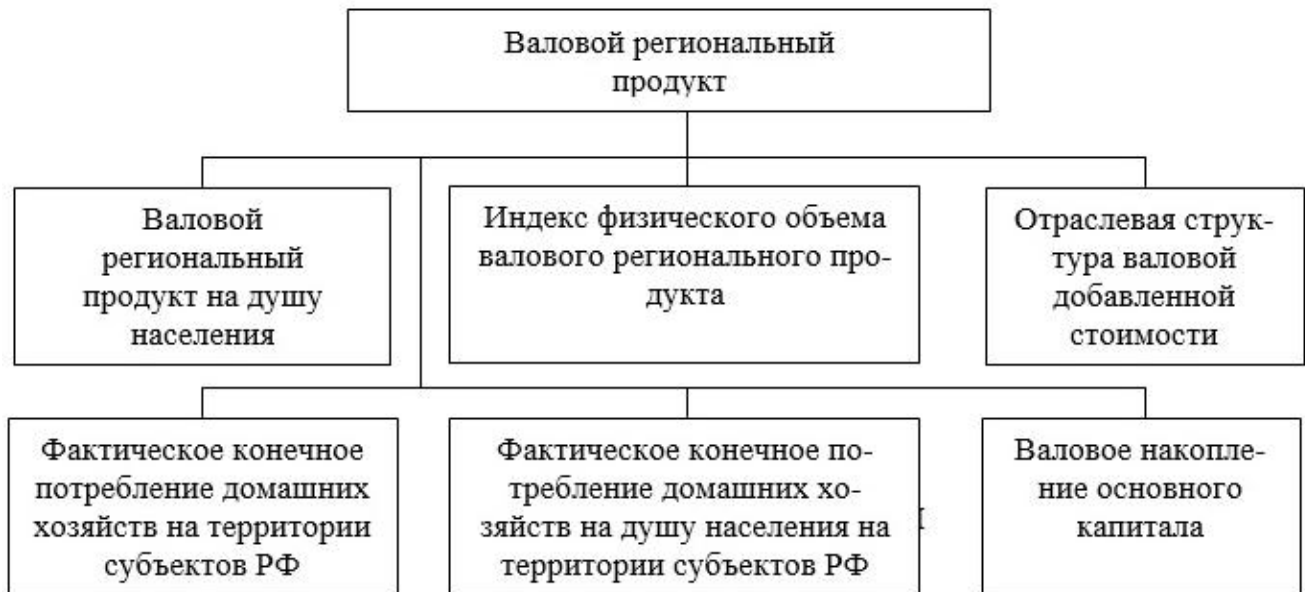 Валовой региональный
продукт
Валовой
региональный
продукт на душу
населения
Индекс физического объема
валового регионального про-
дукта
Отраслевая струк-
тура валовой
добавленной
стоимости
Фактическое конечное
потребление домашних
хозяйств на территории
субъектов РФ
Фактическое конечное по-
требление домашних хо-
зяйств на душу населения на
территории субъектов РФ
Валовое накопле-
ние основного
капитала